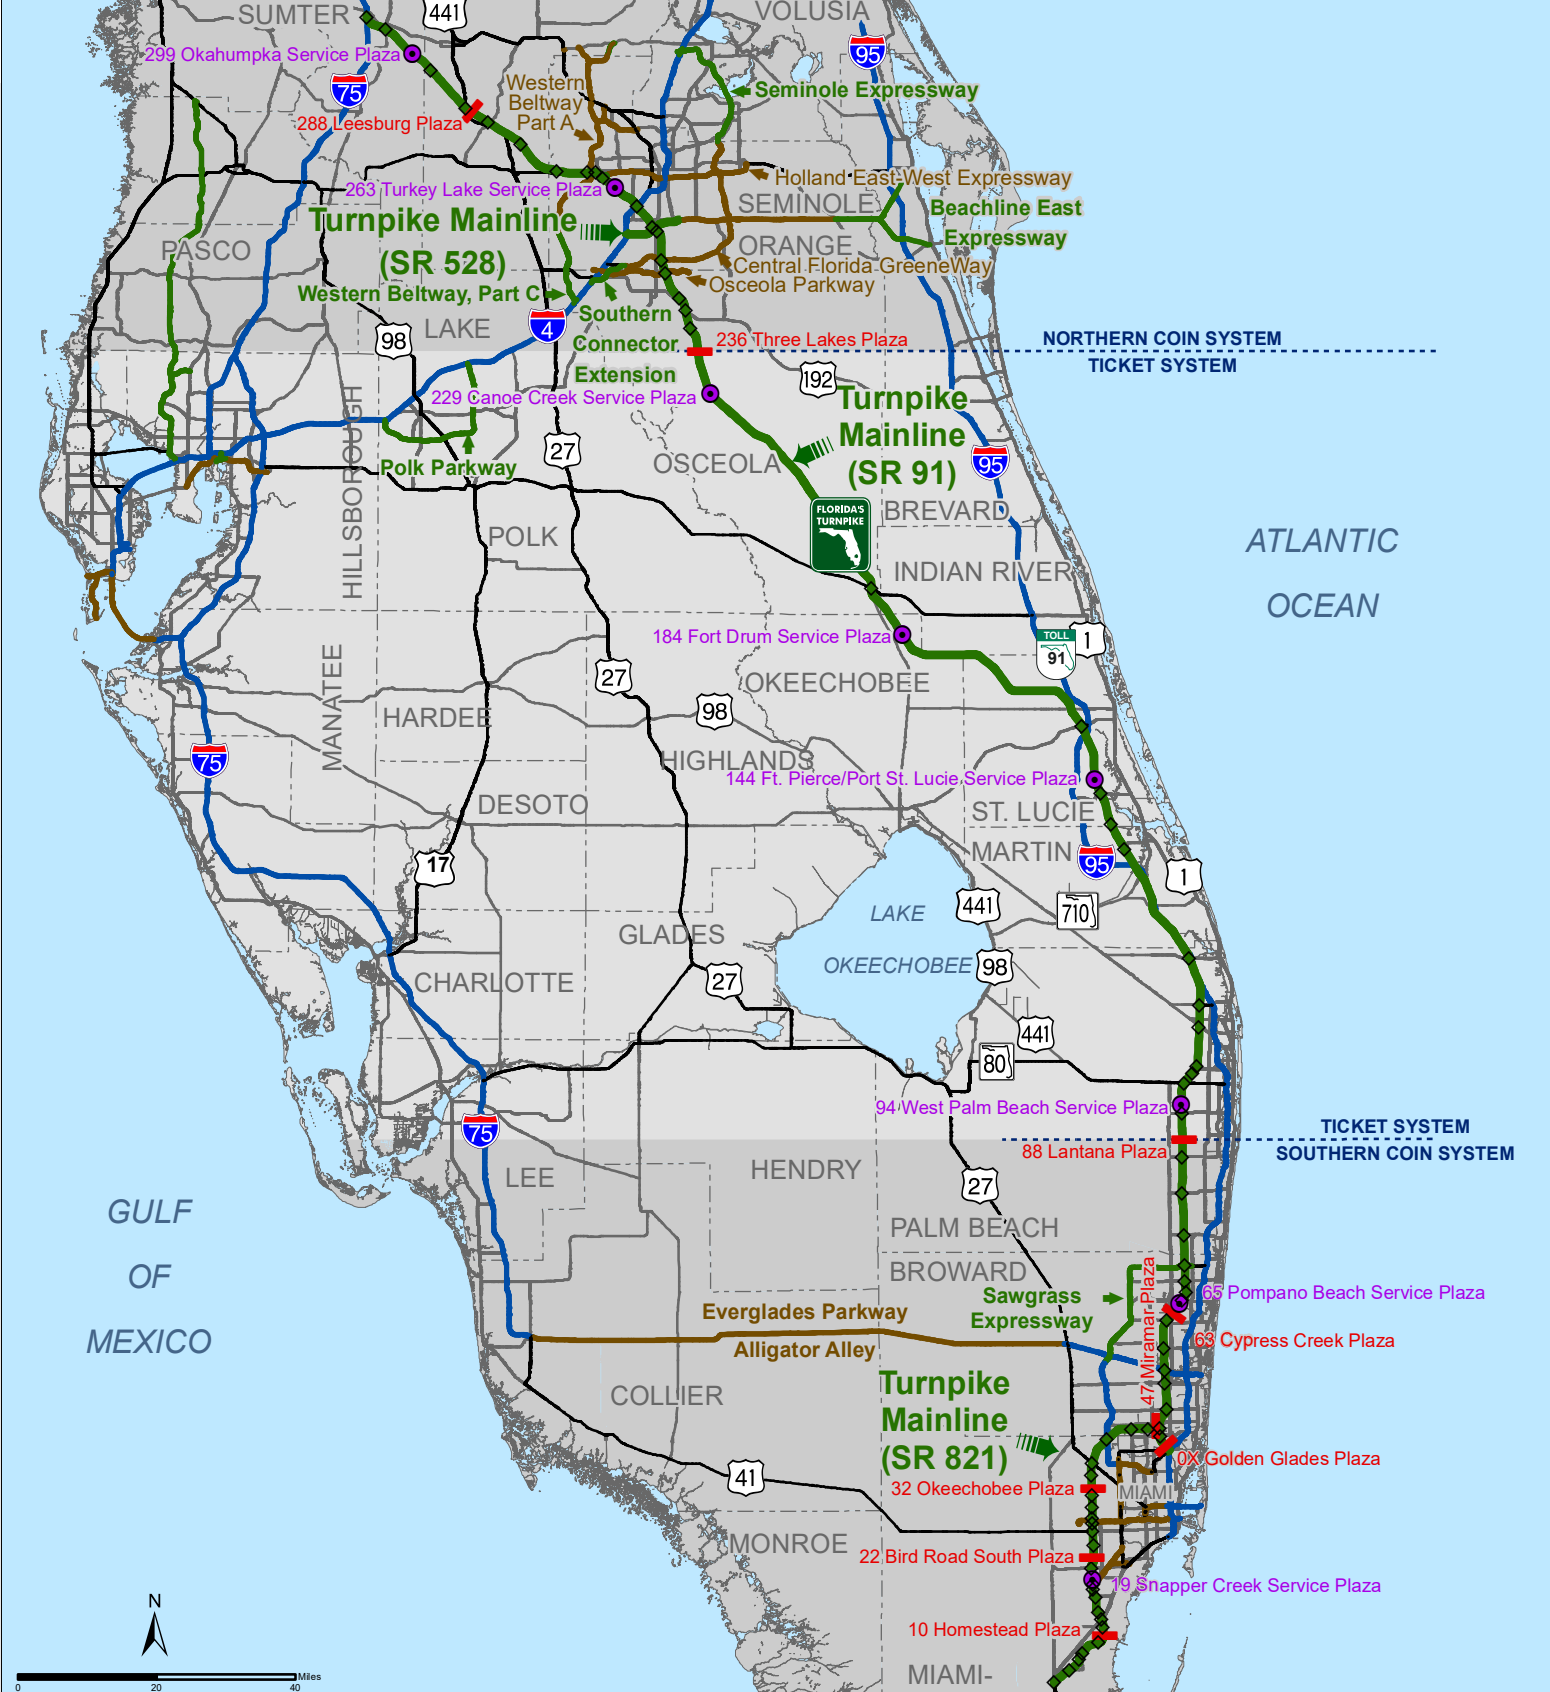 SUMTER
441
VOLUSIA
95
299 Okahumpka Service Plaza
75
Western
Beltway
Part A
Seminole Expressway
288 Leesburg Plaza
Holland East-West Expressway
263 Turkey Lake Service Plaza
SEMINOLE
Beachline East
Expressway
Turnpike Mainline
(SR 528)
PASCO
ORANGE
Central Florida GreeneWay
Osceola Parkway
Western Beltway, Part C
Southern
Connector
Extension
LAKE
98
4
236 Three Lakes Plaza
NORTHERN COIN SYSTEM
TICKET SYSTEM
192
229 Canoe Creek Service Plaza
Turnpike
Mainline
(SR 91)
HILLSBOROUGH
27
Polk Parkway
OSCEOLA
95
FLORIDA'S
TURNPIKE
BREVARD
POLK
ATLANTIC
OCEAN
INDIAN RIVER
184 Fort Drum Service Plaza
TOLL
91
1
MANATEE
27
OKEECHOBEE
HARDEE
98
75
HIGHLANDS
144 Ft. Pierce/Port St. Lucie Service Plaza
DESOTO
ST. LUCIE
MARTIN
95
17
1
441
710
LAKE
OKEECHOBEE
GLADES
98
CHARLOTTE
27
441
80
94 West Palm Beach Service Plaza
75
TICKET SYSTEM
SOUTHERN COIN SYSTEM
88 Lantana Plaza
LEE
HENDRY
27
GULF
OF
MEXICO
PALM BEACH
BROWARD
Sawgrass
Expressway
47 Miramar Plaza
65 Pompano Beach Service Plaza
Everglades Parkway
Alligator Alley
63 Cypress Creek Plaza
Turnpike
Mainline
(SR 821)
COLLIER
0X Golden Glades Plaza
41
32 Okeechobee Plaza
MIAMI
MONROE
22 Bird Road South Plaza
19 Snapper Creek Service Plaza
N
10 Homestead Plaza
MIAMI-
Miles
0 20 40